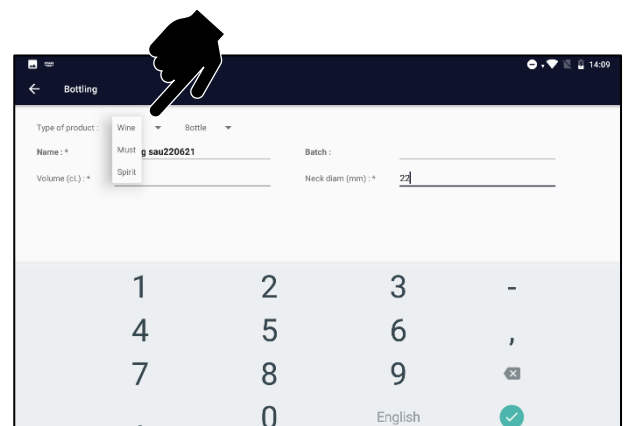 14:09
Bottling
Type of product : Wine Bottle
Must
Spirit
Name : * g sau220621 Batch :
Volume (cl.) : * Neck diam (mm) : * 22
1 2 3 -
4 5 6 ,
7 8 9
. 0 English